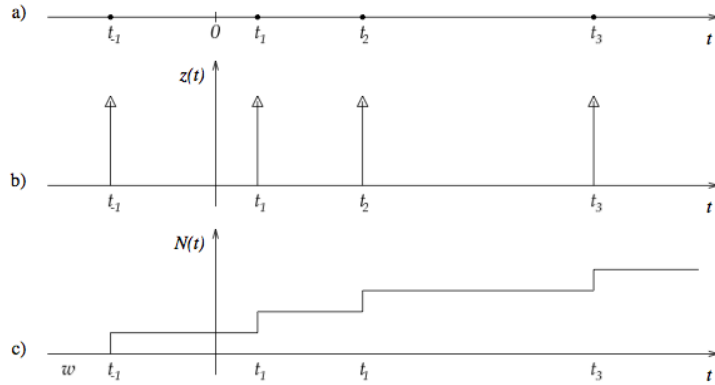 a)
t₋₁ 0 t₁ t₂ t₃ t
z(t)
b)
t₋₁ t₁ t₂ t₃ t
N(t)
c)
w t₋₁ t₁ t₁ t₃ t